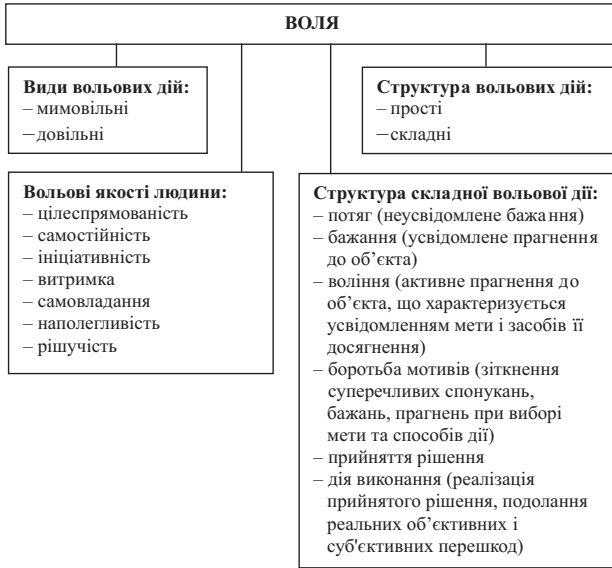 ВОЛЯ
Види вольових дій:
– мимовільні
– довільні
Структура вольових дій:
– прості
– складні
Вольові якості людини:
– цілеспрямованість
– самостійність
– ініціативність
– витримка
– самовладання
– наполегливість
– рішучість
Структура складної вольової дії:
– потяг (неусвідомлене бажання)
– бажання (усвідомлене прагнення
до об’єкта)
– воління (активне прагнення до
об’єкта, що характеризується
усвідомленням мети і засобів її
досягнення)
– боротьба мотивів (зіткнення
суперечливих спонукань,
бажань, прагнень при виборі
мети та способів дії)
– прийняття рішення
– дія виконання (реалізація
прийнятого рішення, подолання
реальних об’єктивних і
суб'єктивних перешкод)